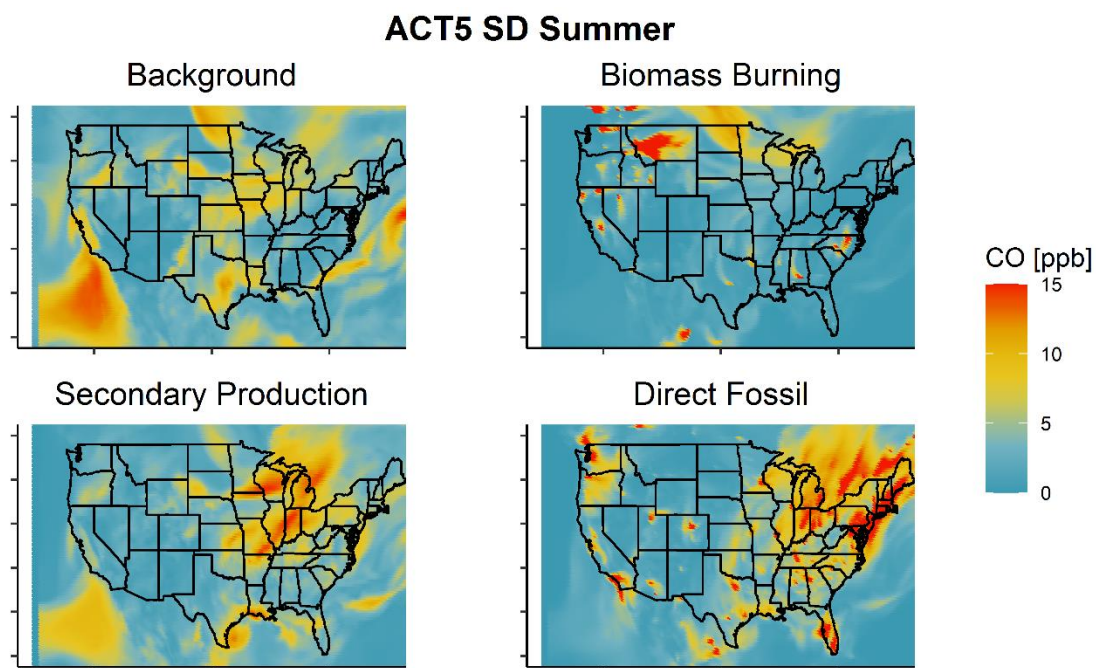 ACT5 SD Summer
Background
Biomass Burning
Secondary Production
Direct Fossil
CO [ppb]
15
10
5
0